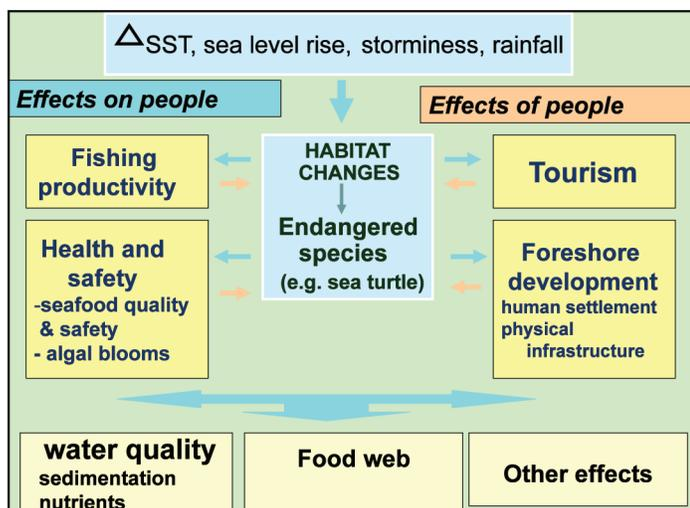 △SST, sea level rise, storminess, rainfall
Effects on people
Effects of people
Fishing
productivity
HABITAT
CHANGES
Endangered
species
(e.g. sea turtle)
Tourism
Health and
safety
-seafood quality
& safety
- algal blooms
Foreshore
development
human settlement
physical
infrastructure
water quality
sedimentation
nutrients
Food web
Other effects